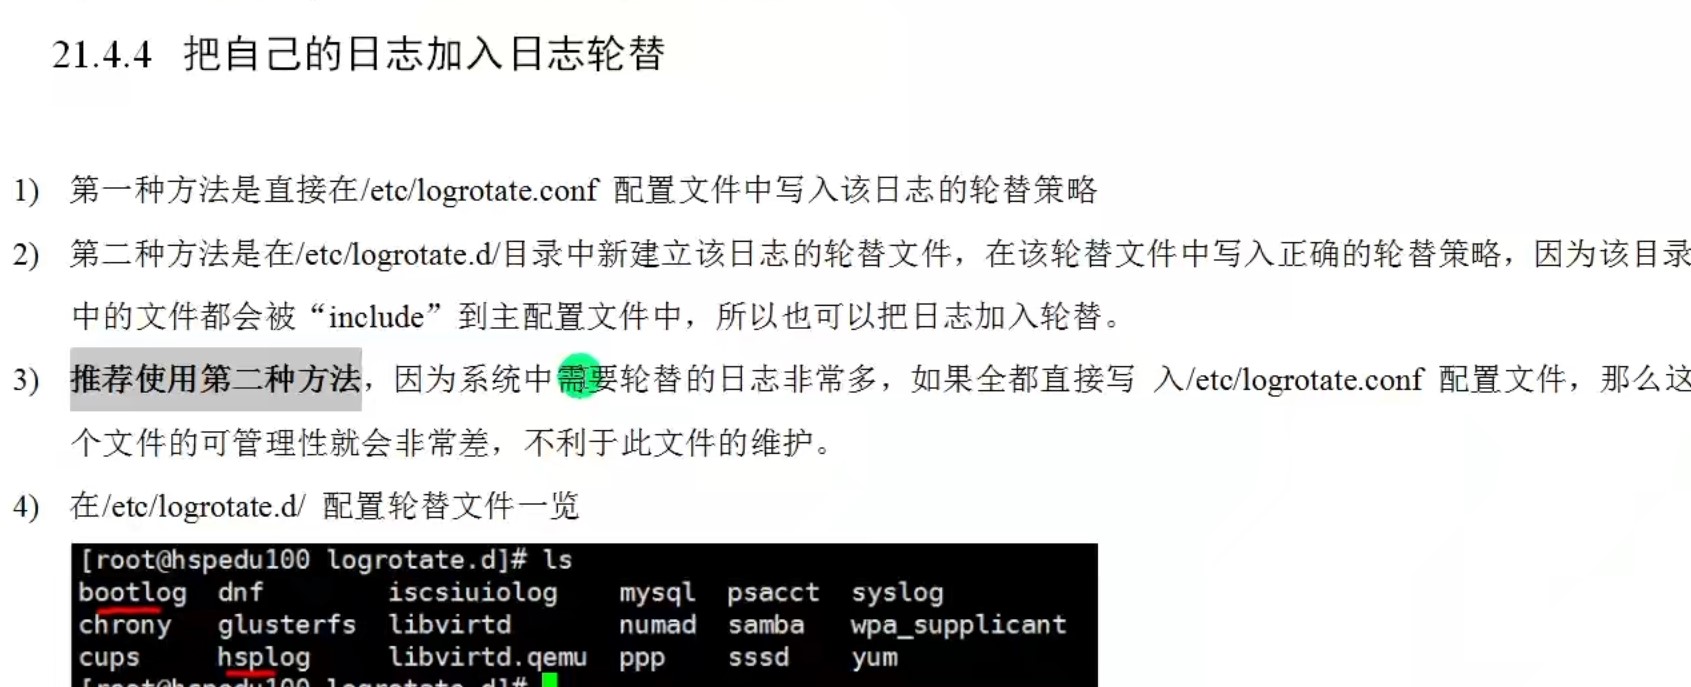 21.4.4 把自己的日志加入日志轮替
1) 第一种方法是直接在/etc/logrotate.conf 配置文件中写入该日志的轮替策略
2) 第二种方法是在/etc/logrotate.d/目录中新建立该日志的轮替文件，在该轮替文件中写入正确的轮替策略，因为该目录
中的文件都会被“include”到主配置文件中，所以也可以把日志加入轮替。
3) 推荐使用第二种方法，因为系统中需要轮替的日志非常多，如果全都直接写 入/etc/logrotate.conf 配置文件，那么这
个文件的可管理性就会非常差，不利于此文件的维护。
4) 在/etc/logrotate.d/ 配置轮替文件一览
[root@hspedu100 logrotate.d]# ls
bootlog dnf iscsiuiolog mysql psacct syslog
chrony glusterfs libvirtd numad samba wpa_supplicant
cups hsplog libvirtd.qemu ppp sssd yum
[root@hspedu100 logrotate.d]#